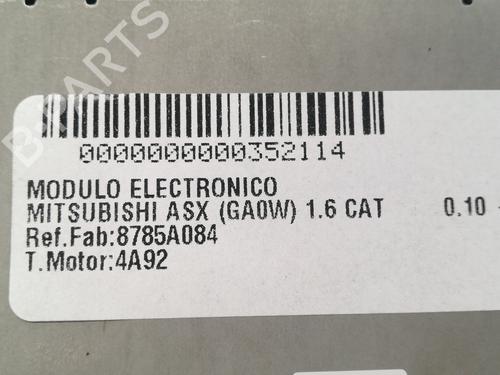 0000000000352114
MODULO ELECTRONICO
MITSUBISHI ASX (GA0W) 1.6 CAT 0.10 -
Ref.Fab:8785A084
T.Motor:4A92
B-PARTS